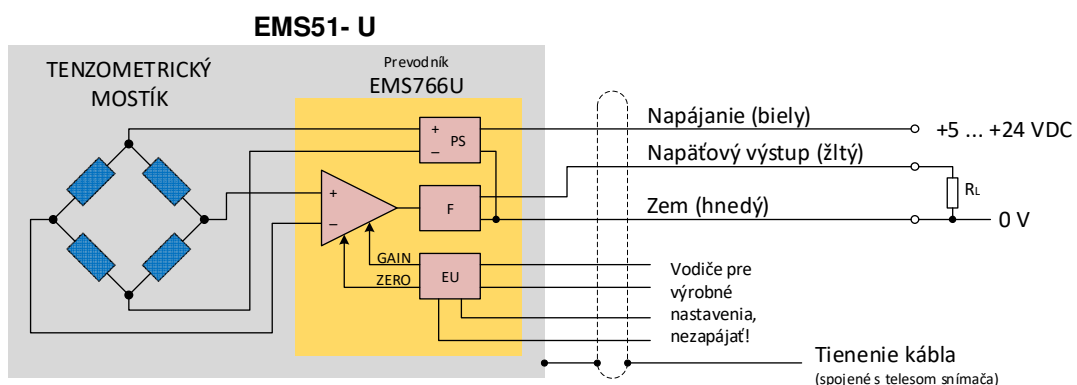 EMS51- U
TENZOMETRICKÝ
MOSTÍK
Prevodník
EMS766U
+
−
PS
+
−
F
GAIN
ZERO
EU
Napájanie (biely)
+5 ... +24 VDC
Napäťový výstup (žltý)
RL
Zem (hnedý)
0 V
Vodiče pre
výrobné
nastavenia,
nezapájať!
Tienenie kábla
(spojené s telesom snímača)